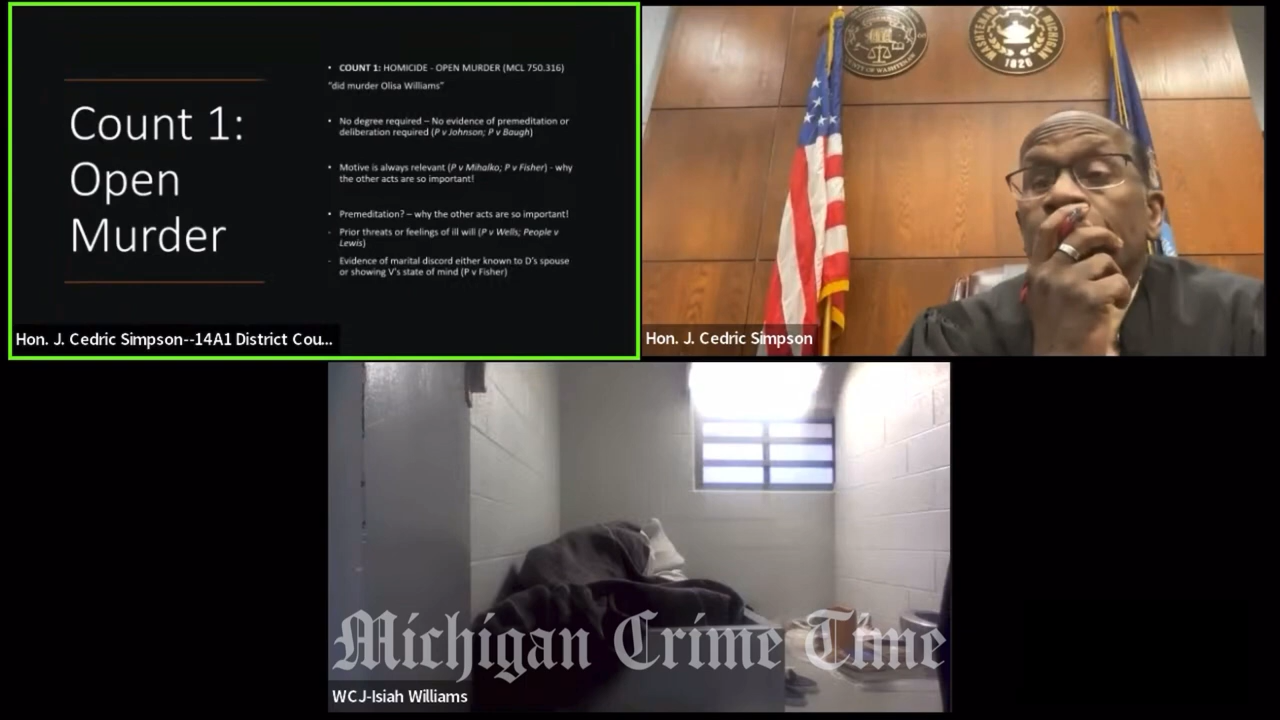 Count 1:
Open
Murder
• COUNT 1: HOMICIDE - OPEN MURDER (MCL 750.316)
"did murder Olisa Williams"
• No degree required – No evidence of premeditation or
deliberation required (P v Johnson; P v Baugh)
• Motive is always relevant (P v Mihalko; P v Fisher) - why
the other acts are so important!
• Premeditation? – why the other acts are so important!
- Prior threats or feelings of ill will (P v Wells; People v
Lewis)
- Evidence of marital discord either known to D's spouse
or showing V's state of mind (P v Fisher)
Hon. J. Cedric Simpson--14A1 District Cou...
MICHIGAN
1826
Hon. J. Cedric Simpson
Michigan Crime Time
WCJ-Isiah Williams